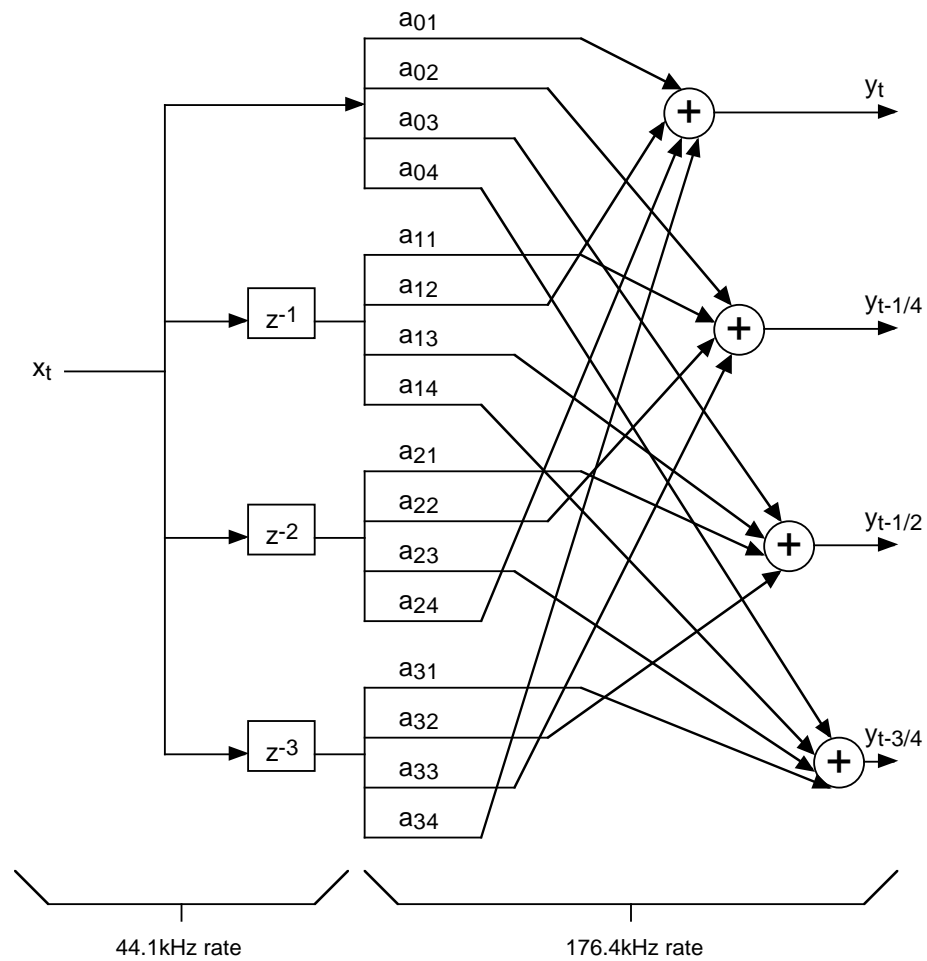 a01
a02
a03
a04
+
yt
a11
a12
a13
a14
z-1
+
yt-1/4
xt
a21
a22
a23
a24
z-2
+
yt-1/2
a31
a32
a33
a34
z-3
+
yt-3/4
44.1kHz rate
176.4kHz rate